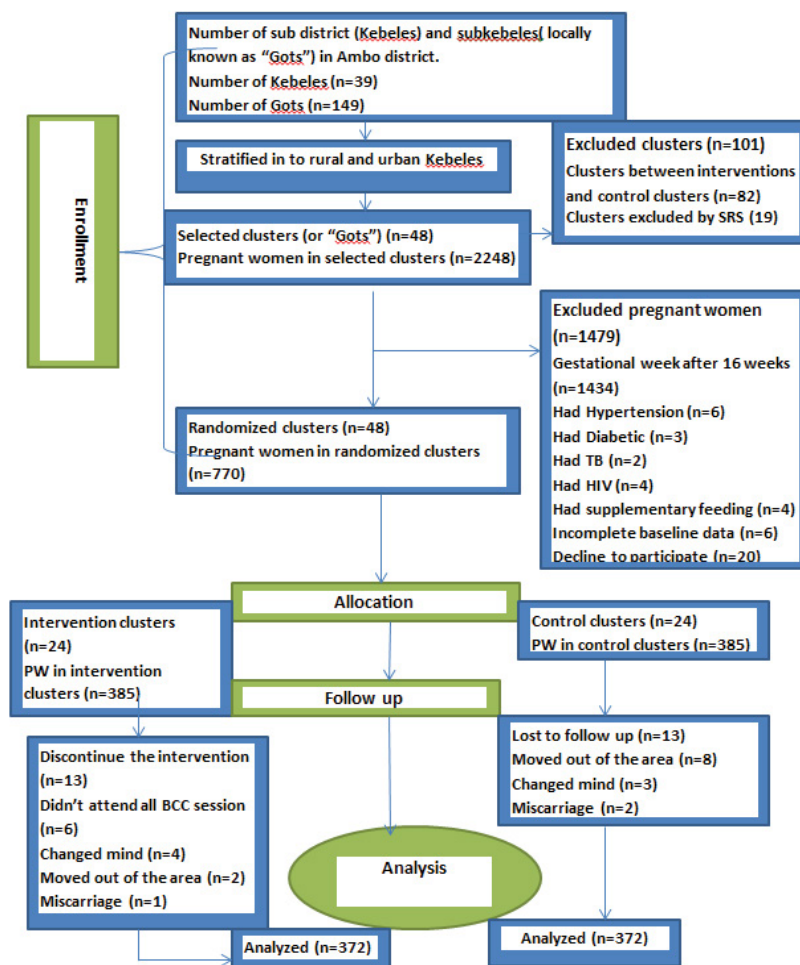 Number of sub district (Kebeles) and subkebeles( locally
known as “Gots”) in Ambo district.
Number of Kebeles (n=39)
Number of Gots (n=149)
Stratified in to rural and urban Kebeles
Excluded clusters (n=101)
Clusters between interventions
and control clusters (n=82)
Clusters excluded by SRS (19)
Enrollment
Selected clusters (or “Gots”) (n=48)
Pregnant women in selected clusters (n=2248)
Excluded pregnant women
(n=1479)
Gestational week after 16 weeks
(n=1434)
Had Hypertension (n=6)
Had Diabetic (n=3)
Had TB (n=2)
Had HIV (n=4)
Had supplementary feeding (n=4)
Incomplete baseline data (n=6)
Decline to participate (n=20)
Randomized clusters (n=48)
Pregnant women in randomized clusters
(n=770)
Allocation
Intervention clusters
(n=24)
PW in intervention
clusters (n=385)
Control clusters (n=24)
PW in control clusters (n=385)
Follow up
Discontinue the intervention
(n=13)
Didn’t attend all BCC session
(n=6)
Changed mind (n=4)
Moved out of the area (n=2)
Miscarriage (n=1)
Lost to follow up (n=13)
Moved out of the area (n=8)
Changed mind (n=3)
Miscarriage (n=2)
Analysis
Analyzed (n=372)
Analyzed (n=372)